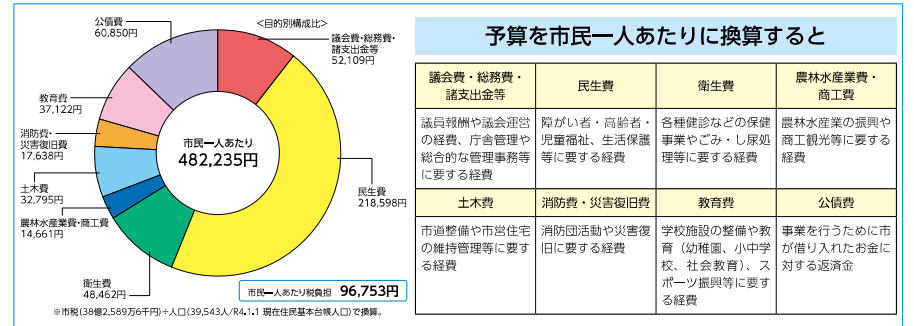 ＜目的別構成比＞
公債費
60,850円
議会費・総務費・
諸支出金等
52,109円
教育費
37,122円
消防費・
災害復旧費
17,638円
土木費
32,795円
農林水産業費・商工費
14,661円
衛生費
48,462円
民生費
218,598円
市民一人あたり
482,235円
市民一人あたり税負担 96,753円
※市税(38億2,589万6千円)÷人口(39,543人/R4.1.1 現在住民基本台帳人口)で換算。
予算を市民一人あたりに換算すると
議会費・総務費・
諸支出金等
民生費
衛生費
農林水産業費・
商工費
議員報酬や議会運営
の経費、庁舎管理や
総合的な管理事務等
に要する経費
障がい者・高齢者・
児童福祉、生活保護
等に要する経費
各種健診などの保健
事業やごみ・し尿処
理等に要する経費
農林水産業の振興や
商工観光等に要する
経費
土木費
消防費・災害復旧費
教育費
公債費
市道整備や市営住宅
の維持管理等に要す
る経費
消防団活動や災害復
旧に要する経費
学校施設の整備や教
育（幼稚園、小中学
校、社会教育）、ス
ポーツ振興等に要す
る経費
事業を行うために市
が借り入れたお金に
対する返済金